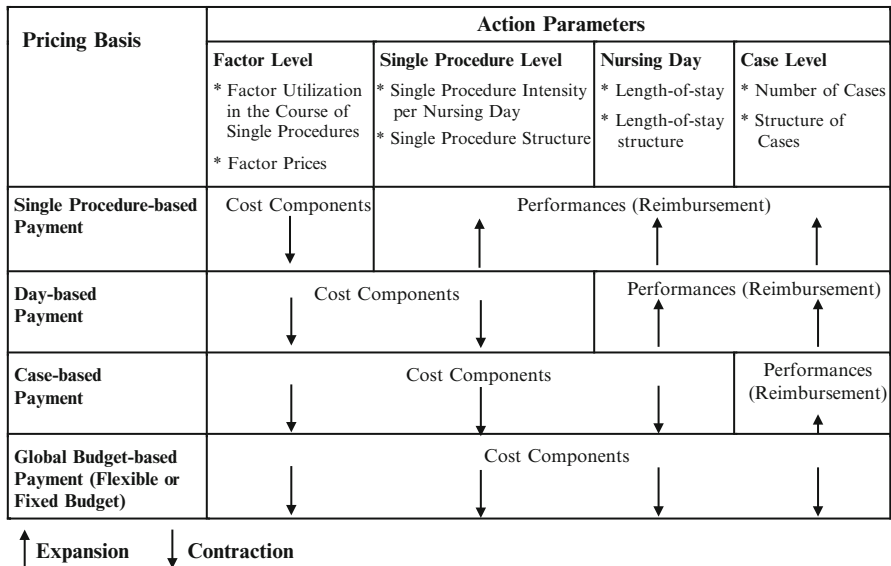 Pricing Basis
Action Parameters
Factor Level
* Factor Utilization
in the Course of
Single Procedures
* Factor Prices
Single Procedure Level
* Single Procedure Intensity
per Nursing Day
* Single Procedure Structure
Nursing Day
* Length-of-stay
* Length-of-stay
structure
Case Level
* Number of Cases
* Structure of
Cases
Single Procedure-based
Payment
Cost Components
Performances (Reimbursement)
Day-based
Payment
Cost Components
Performances (Reimbursement)
Case-based
Payment
Cost Components
Performances
(Reimbursement)
Global Budget-based
Payment (Flexible or
Fixed Budget)
Cost Components
Expansion
Contraction